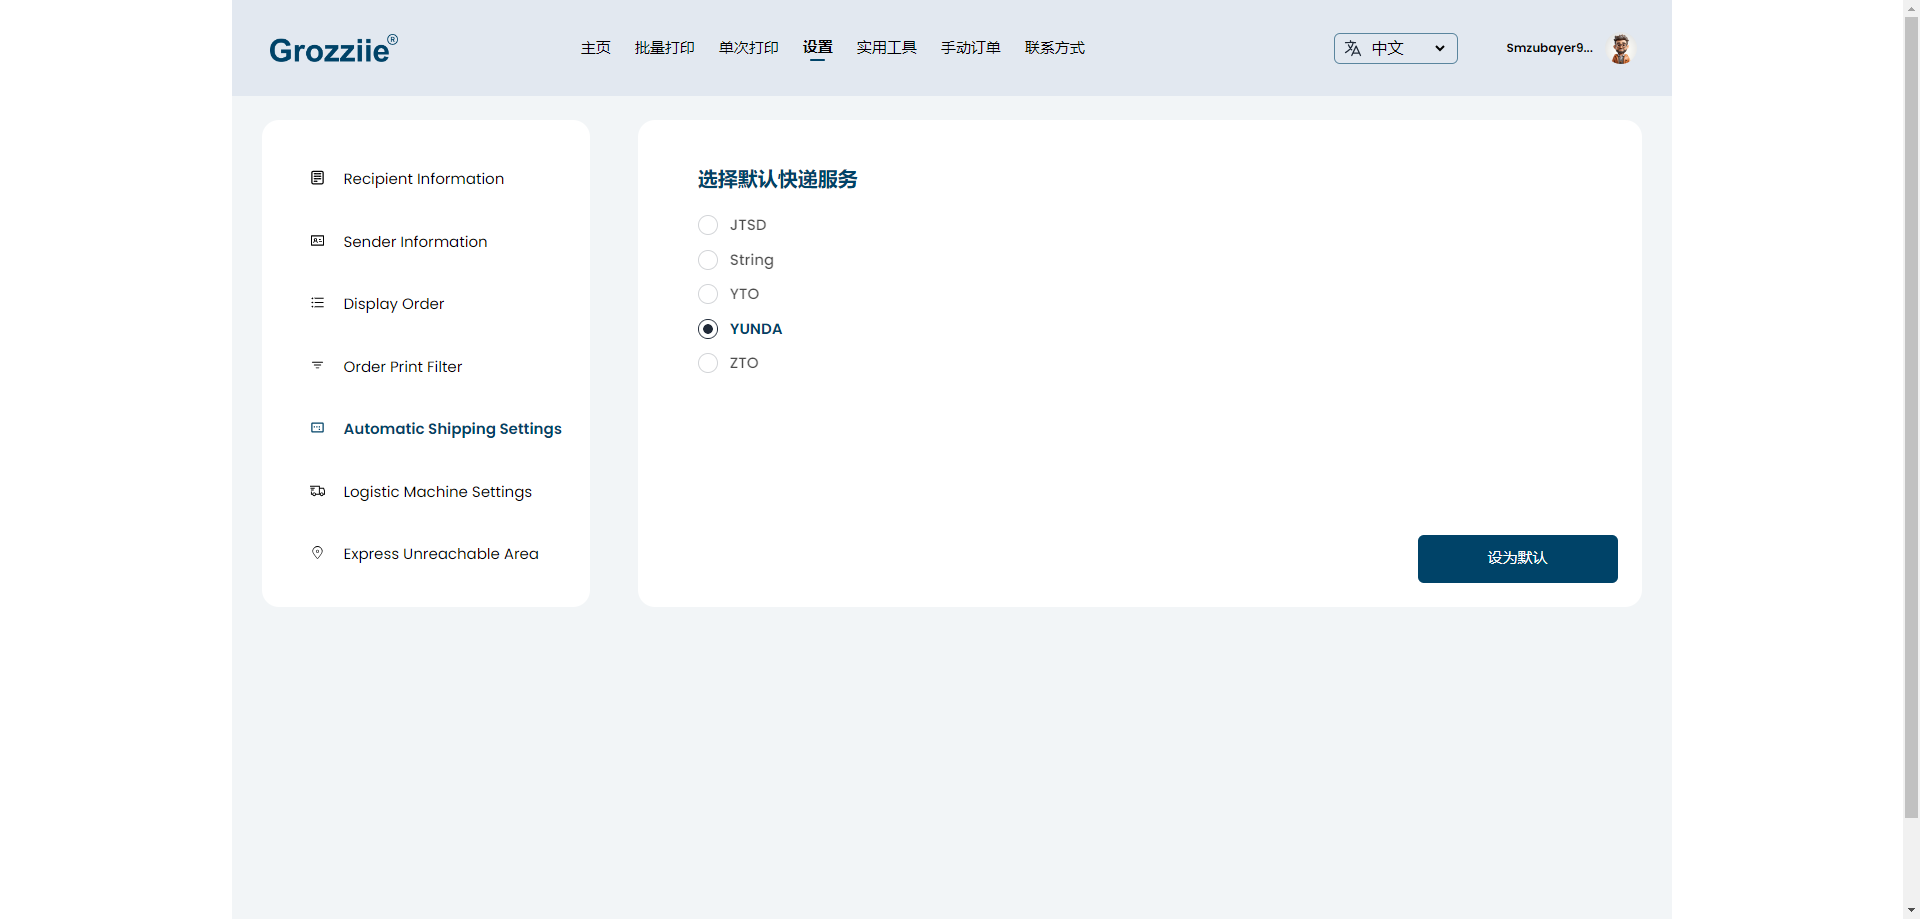 Grozziie®
主页 批量打印 单次打印 设置 实用工具 手动订单 联系方式
中文
Smzubayer9...
Recipient Information
Sender Information
Display Order
Order Print Filter
Automatic Shipping Settings
Logistic Machine Settings
Express Unreachable Area
选择默认快递服务
JTSD
String
YTO
YUNDA
ZTO
设为默认